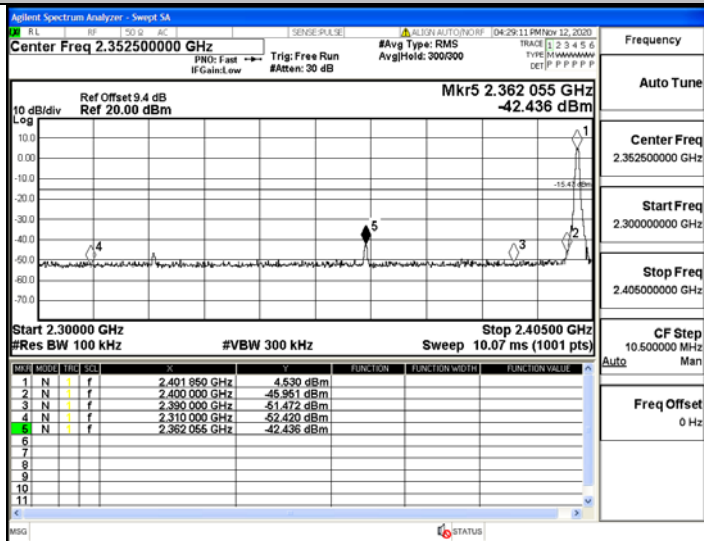 Agilent Spectrum Analyzer - Swept SA
RL RF 50 Ω AC SENSE:PULSE ALIGN AUTO/NO RF 04:29:11 PM Nov 12, 2020
Center Freq 2.352500000 GHz
PNO: Fast
IFGain:Low
Trig: Free Run
#Atten: 30 dB
#Avg Type: RMS
Avg|Hold: 300/300
TRACE 1 2 3 4 5 6
TYPE MWWWWW
DET P P P P P P
Frequency
Auto Tune
Center Freq
2.352500000 GHz
Start Freq
2.300000000 GHz
Stop Freq
2.405000000 GHz
CF Step
10.500000 MHz
Auto Man
Freq Offset
0 Hz
Ref Offset 9.4 dB
10 dB/div Ref 20.00 dBm
Log
Mkr5 2.362 055 GHz
-42.436 dBm
10.0
0.00
-10.0
-20.0
-30.0
-40.0
-50.0
-60.0
-70.0
1
2
3
4
5
Start 2.30000 GHz Stop 2.40500 GHz
#Res BW 100 kHz #VBW 300 kHz Sweep 10.07 ms (1001 pts)
MKR MODE TRC SCL X Y FUNCTION FUNCTION WIDTH FUNCTION VALUE
1 N 1 f 2.401 850 GHz 4.530 dBm
2 N 1 f 2.400 000 GHz -45.951 dBm
3 N 1 f 2.390 000 GHz -51.472 dBm
4 N 1 f 2.310 000 GHz -52.420 dBm
5 N 1 f 2.362 055 GHz -42.436 dBm
6
7
8
9
10
11
MSG STATUS